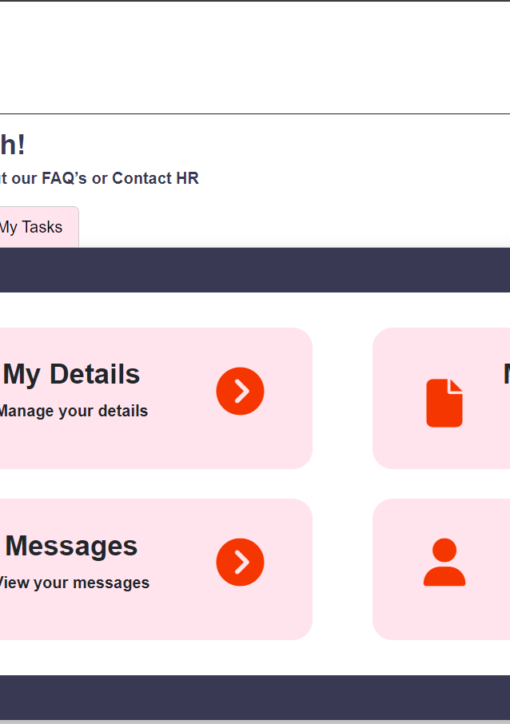 h!
t our FAQ’s or Contact HR
My Tasks
My Details
Manage your details
Messages
View your messages